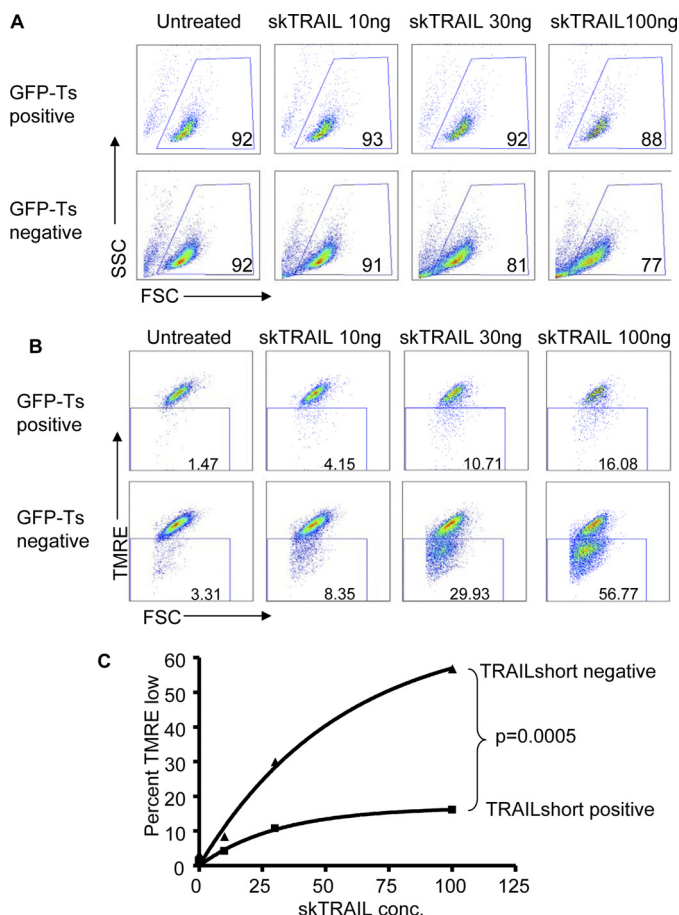 A
Untreated skTRAIL 10ng skTRAIL 30ng skTRAIL100ng
GFP-Ts
positive
92 93 92 88
GFP-Ts
negative
92 91 81 77
SSC
FSC
B
Untreated skTRAIL 10ng skTRAIL 30ng skTRAIL 100ng
GFP-Ts
positive
1.47 4.15 10.71 16.08
GFP-Ts
negative
3.31 8.35 29.93 56.77
TMRE
FSC
C
Percent TMRE low
60
50
40
30
20
10
0
TRAILshort negative
p=0.0005
TRAILshort positive
0 25 50 75 100 125
skTRAIL conc.